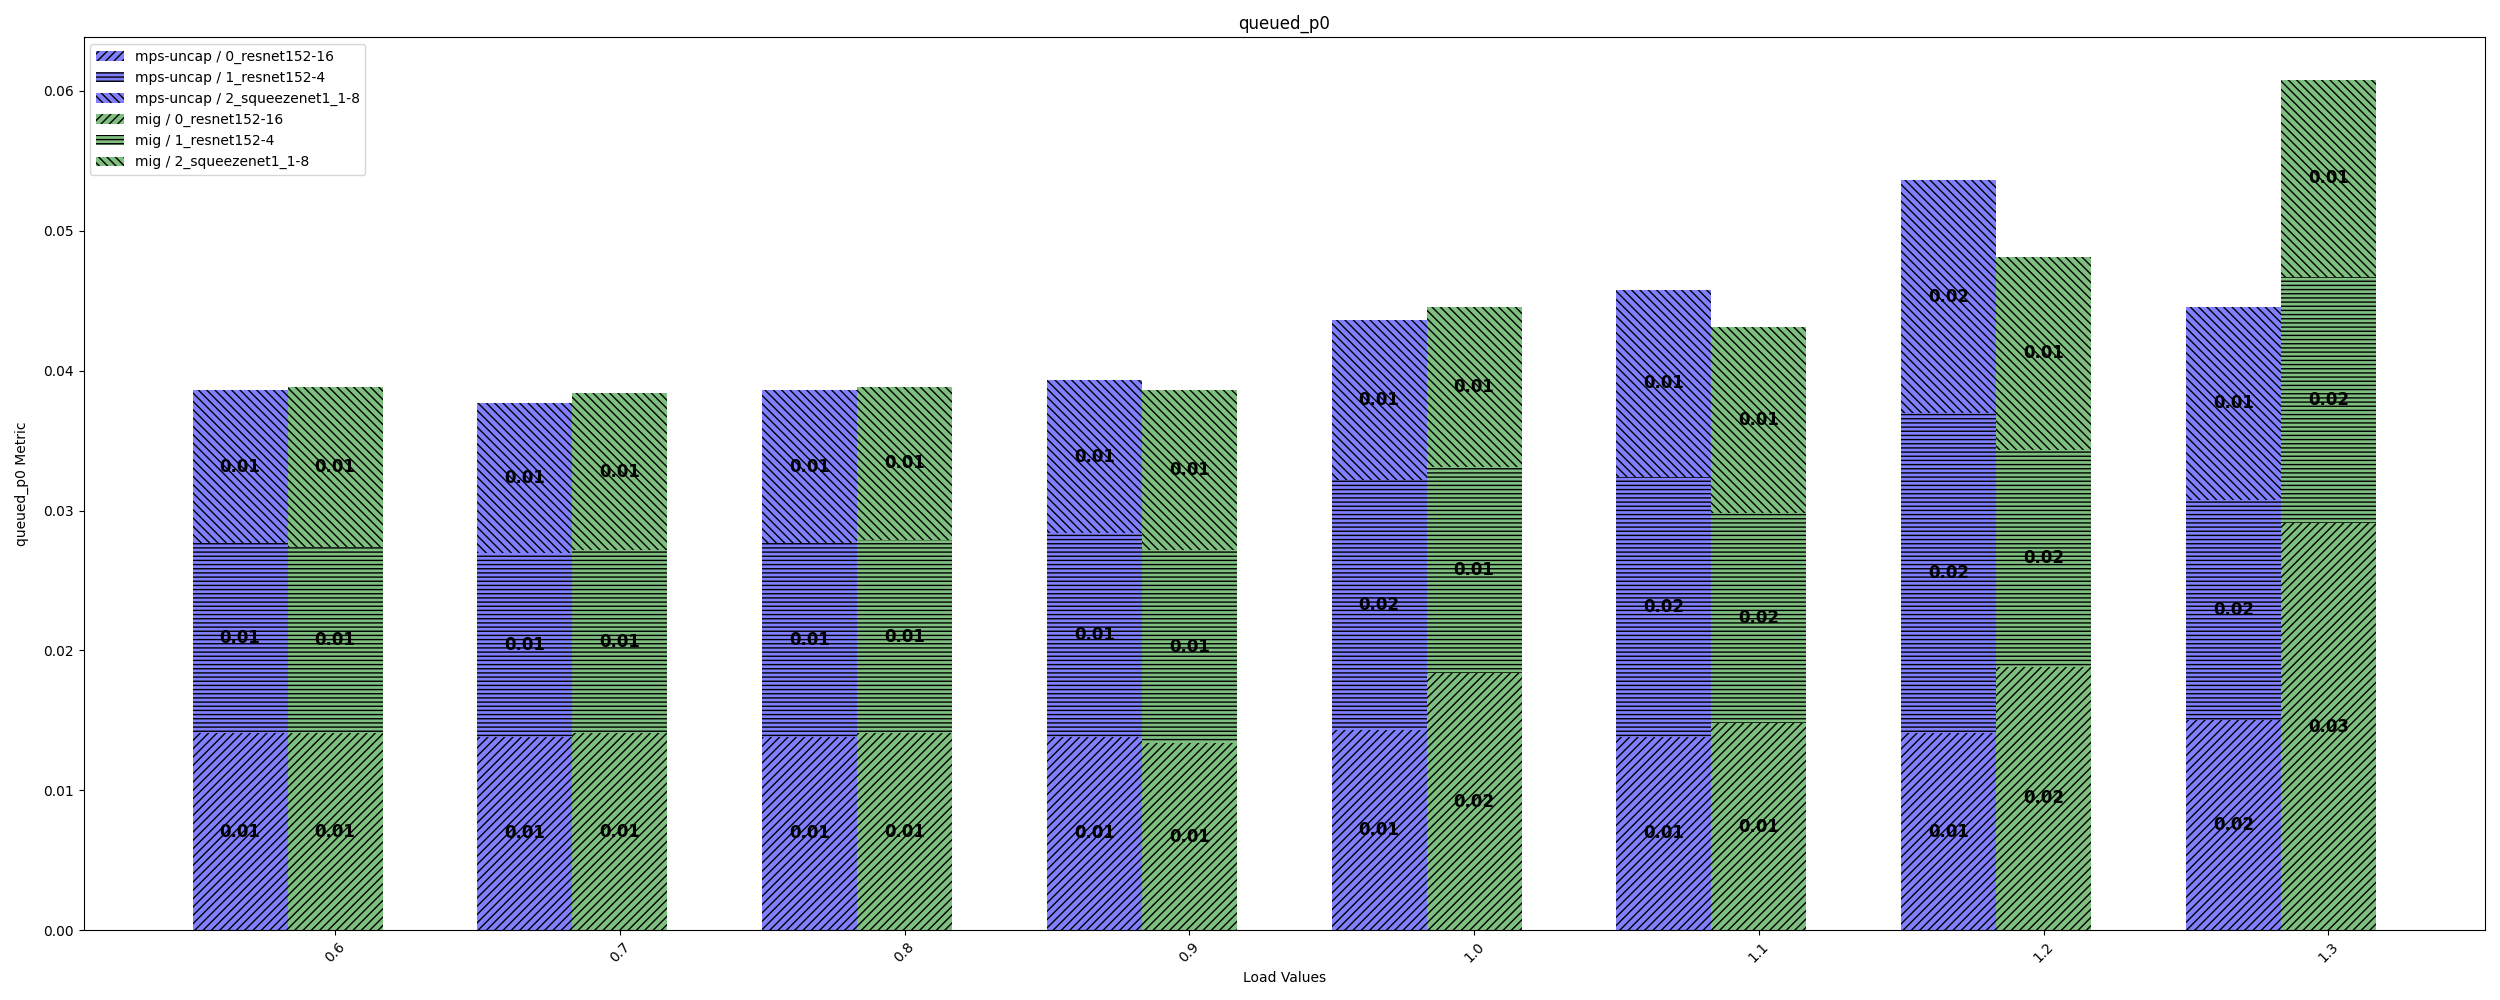 queued_p0
mps-uncap / 0_resnet152-16
mps-uncap / 1_resnet152-4
mps-uncap / 2_squeezenet1_1-8
mig / 0_resnet152-16
mig / 1_resnet152-4
mig / 2_squeezenet1_1-8
queued_p0 Metric
0.06
0.05
0.04
0.03
0.02
0.01
0.00
0.01 0.01 0.01 0.01 0.01 0.01 0.01 0.01 0.01 0.01 0.01 0.01 0.02 0.01 0.01 0.01
0.01 0.01 0.01 0.01 0.01 0.01 0.01 0.01 0.02 0.01 0.02 0.02 0.02 0.02 0.02 0.02
0.01 0.01 0.01 0.01 0.01 0.01 0.01 0.01 0.01 0.02 0.01 0.01 0.01 0.02 0.02 0.03
0.6 0.7 0.8 0.9 1.0 1.1 1.2 1.3
Load Values